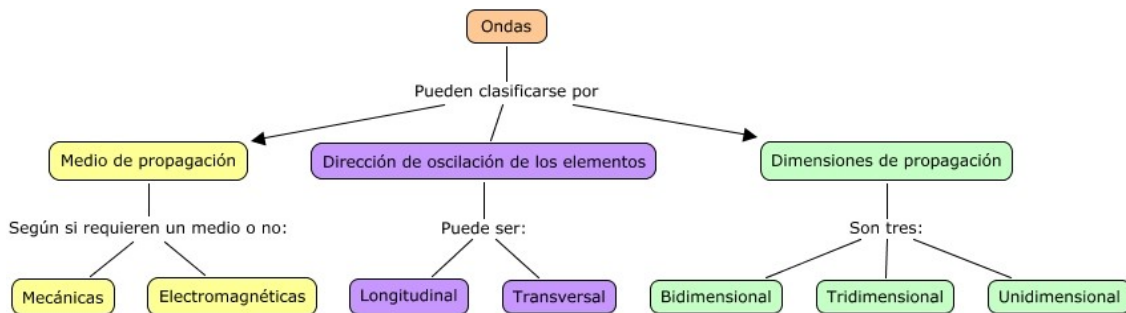 Ondas
Pueden clasificarse por
Medio de propagación
Dirección de oscilación de los elementos
Dimensiones de propagación
Según si requieren un medio o no:
Puede ser:
Son tres:
Mecánicas
Electromagnéticas
Longitudinal
Transversal
Bidimensional
Tridimensional
Unidimensional